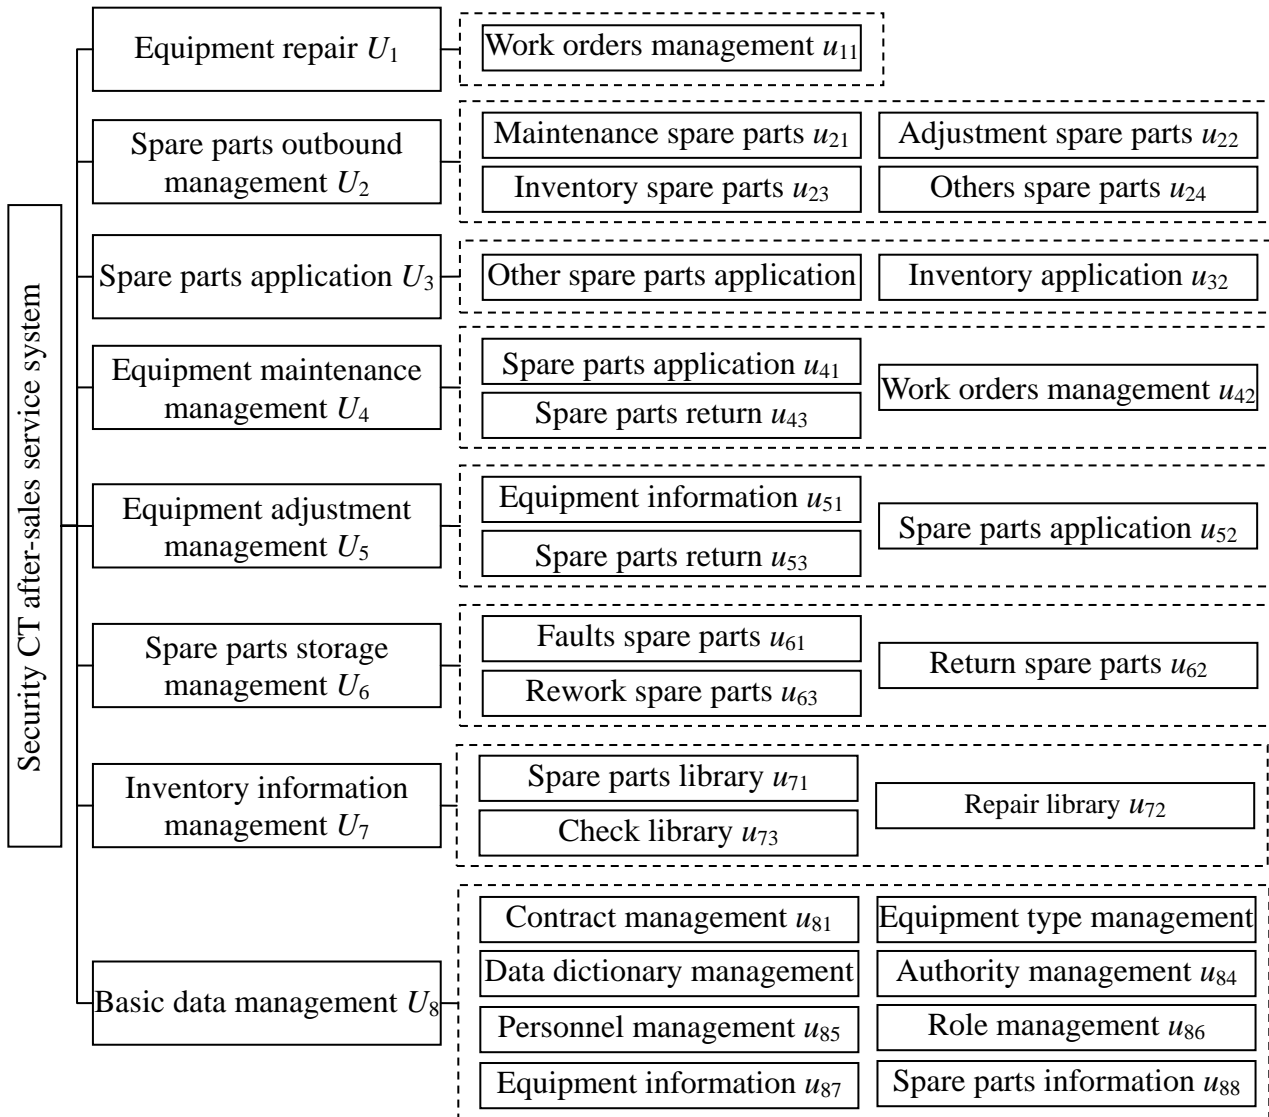 Security CT after-sales service system
Equipment repair U1
Work orders management u11
Spare parts outbound
management U2
Maintenance spare parts u21
Adjustment spare parts u22
Inventory spare parts u23
Others spare parts u24
Spare parts application U3
Other spare parts application
Inventory application u32
Equipment maintenance
management U4
Spare parts application u41
Work orders management u42
Spare parts return u43
Equipment adjustment
management U5
Equipment information u51
Spare parts application u52
Spare parts return u53
Spare parts storage
management U6
Faults spare parts u61
Return spare parts u62
Rework spare parts u63
Inventory information
management U7
Spare parts library u71
Repair library u72
Check library u73
Basic data management U8
Contract management u81
Equipment type management
Data dictionary management
Authority management u84
Personnel management u85
Role management u86
Equipment information u87
Spare parts information u88